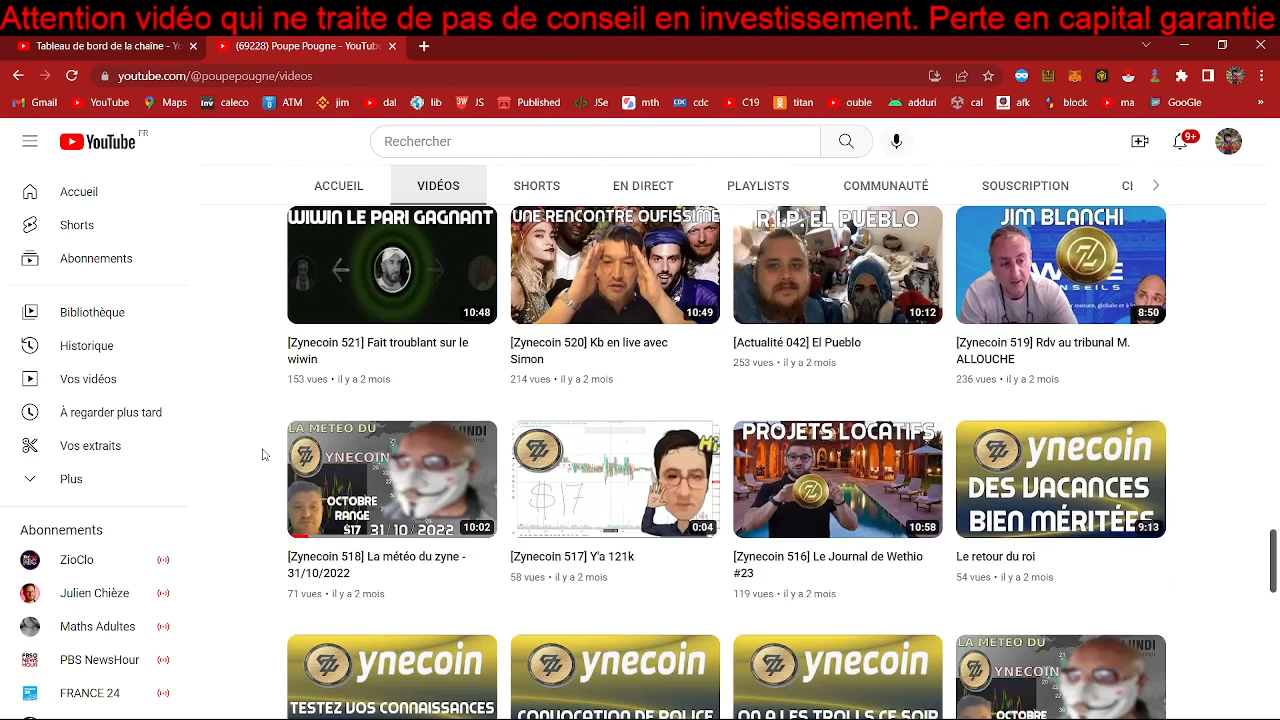 Attention vidéo qui ne traite de pas de conseil en investissement. Perte en capital garantie
Tableau de bord de la chaîne - Yo
(69228) Poupe Pougne - YouTube
youtube.com/@poupepougne/videos
Gmail YouTube Maps caleco ATM jim dal lib JS Published JSe mth cdc C19 titan ouble adduri cal afk block ma GoOGle »
YouTube FR
Rechercher
9+
Accueil
Shorts
Abonnements
Bibliothèque
Historique
Vos vidéos
À regarder plus tard
Vos extraits
Plus
Abonnements
ZioClo
Julien Chièze
Maths Adultes
PBS NewsHour
FRANCE 24
ACCUEIL VIDÉOS SHORTS EN DIRECT PLAYLISTS COMMUNAUTÉ SOUSCRIPTION
WIWIN LE PARI GAGNANT
10:48
[Zynecoin 521] Fait troublant sur le
wiwin
153 vues • il y a 2 mois
UNE RENCONTRE OUFISSIME
10:49
[Zynecoin 520] Kb en live avec
Simon
214 vues • il y a 2 mois
R.I.P. EL PUEBLO
10:12
[Actualité 042] El Pueblo
253 vues • il y a 2 mois
JIM BLANCHI
8:50
[Zynecoin 519] Rdv au tribunal M.
ALLOUCHE
236 vues • il y a 2 mois
LA METEO DU
LUNDI
YNECOIN
OCTOBRE
RANGE
$17 31/10/2022
10:02
[Zynecoin 518] La météo du zyne -
31/10/2022
71 vues • il y a 2 mois
$17
0:04
[Zynecoin 517] Y'a 121k
58 vues • il y a 2 mois
PROJETS LOCATIFS
10:58
[Zynecoin 516] Le Journal de Wethio
#23
119 vues • il y a 2 mois
ynecoin
DES VACANCES
BIEN MÉRITÉES
9:13
Le retour du roi
54 vues • il y a 2 mois
ynecoin
TESTEZ VOS CONNAISSANCES
ynecoin
CONVOCATION DE POLICE
ynecoin
ON A LES TROLLS CE SOIR
LA METEO DU
LUNDI
YNECOIN